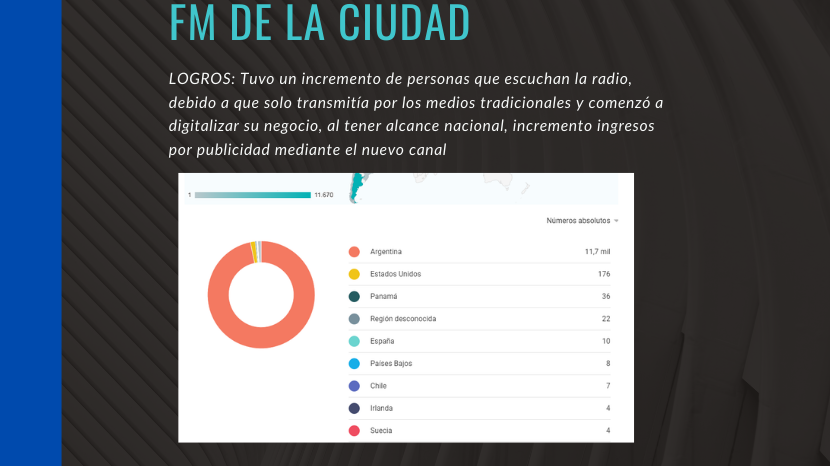 FM DE LA CIUDAD
LOGROS: Tuvo un incremento de personas que escuchan la radio,
debido a que solo transmitía por los medios tradicionales y comenzó a
digitalizar su negocio, al tener alcance nacional, incremento ingresos
por publicidad mediante el nuevo canal
1 11.670
Números absolutos
Argentina 11,7 mil
Estados Unidos 176
Panamá 36
Región desconocida 22
España 10
Países Bajos 8
Chile 7
Irlanda 4
Suecia 4